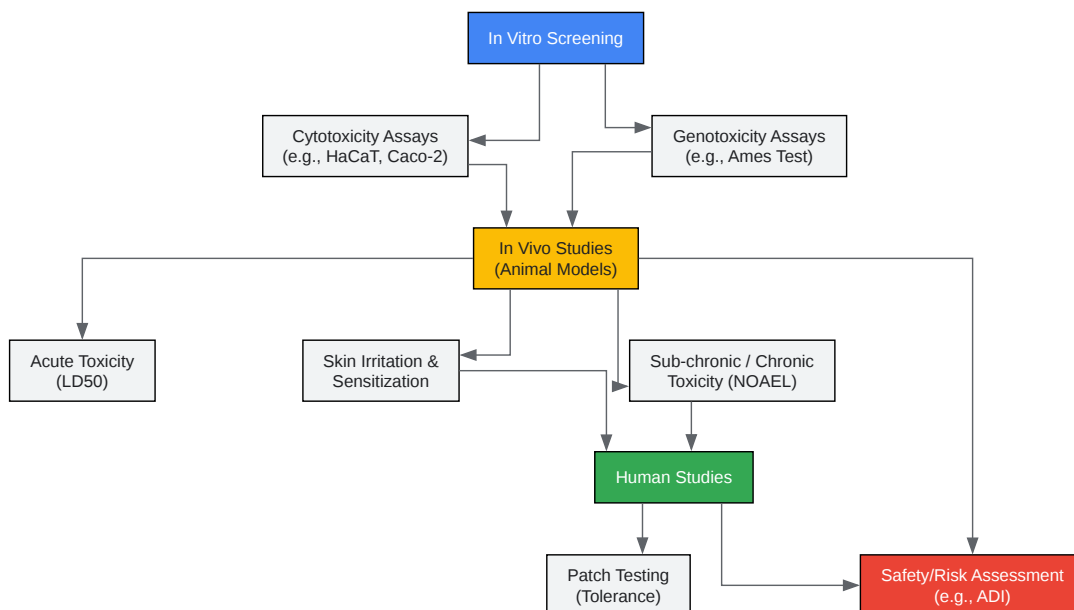 In Vitro Screening
Cytotoxicity Assays
(e.g., HaCaT, Caco-2)
Genotoxicity Assays
(e.g., Ames Test)
In Vivo Studies
(Animal Models)
Acute Toxicity
(LD50)
Skin Irritation &
Sensitization
Sub-chronic / Chronic
Toxicity (NOAEL)
Human Studies
Patch Testing
(Tolerance)
Safety/Risk Assessment
(e.g., ADI)